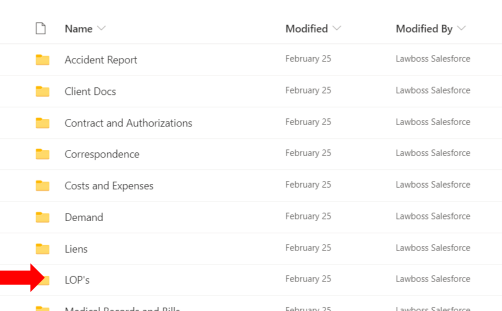 Name Modified Modified By
Accident Report February 25 Lawboss Salesforce
Client Docs February 25 Lawboss Salesforce
Contract and Authorizations February 25 Lawboss Salesforce
Correspondence February 25 Lawboss Salesforce
Costs and Expenses February 25 Lawboss Salesforce
Demand February 25 Lawboss Salesforce
Liens February 25 Lawboss Salesforce
LOP's February 25 Lawboss Salesforce
Medical Records and Bills February 25 Lawboss Salesforce